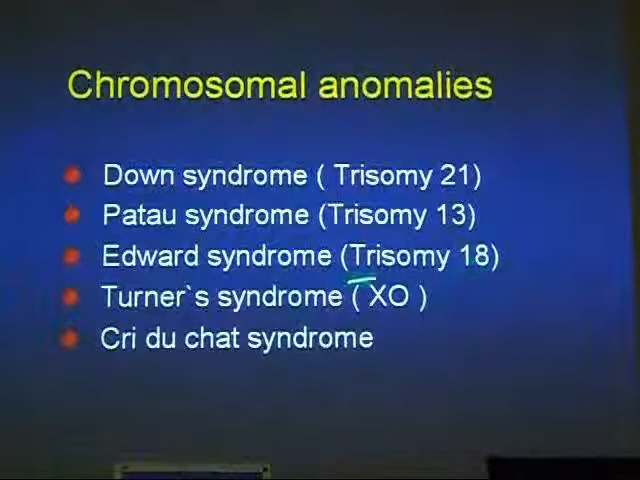 Chromosomal anomalies
Down syndrome ( Trisomy 21)
Patau syndrome (Trisomy 13)
Edward syndrome (Trisomy 18)
Turner`s syndrome ( XO )
Cri du chat syndrome